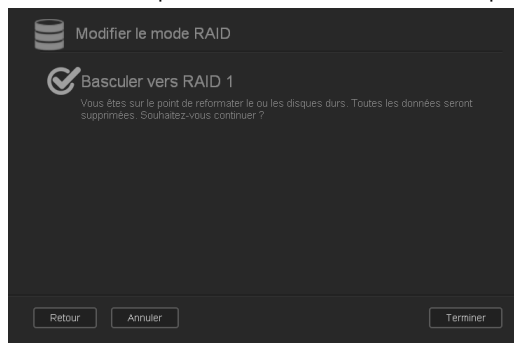 Modifier le mode RAID
Basculer vers RAID 1
Vous êtes sur le point de reformater le ou les disques durs. Toutes les données seront
supprimées. Souhaitez-vous continuer ?
Retour
Annuler
Terminer